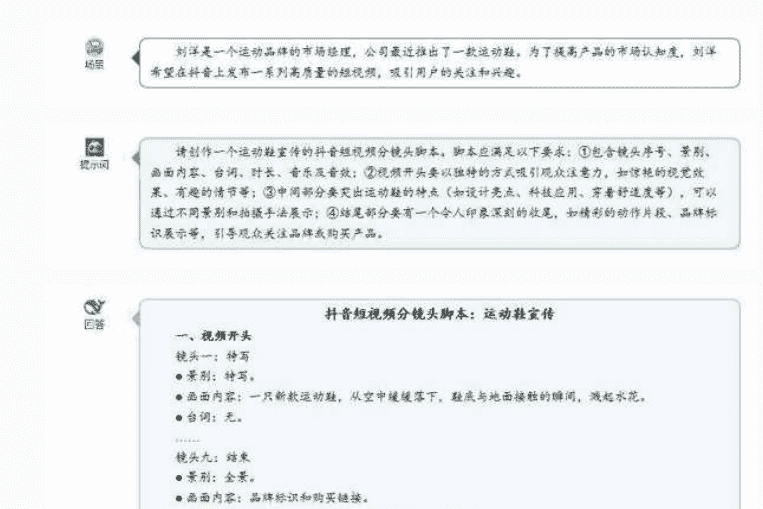 场景
刘洋是一个运动品牌的市场经理，公司最近推出了一款运动鞋。为了提高产品的市场认知度，刘洋
希望在抖音上发布一系列高质量的短视频，吸引用户的关注和兴趣。
提示词
请创作一个运动鞋宣传的抖音短视频分镜头脚本。脚本应满足以下要求：①包含镜头序号、景别、
画面内容、台词、时长、音乐及音效；②视频开头要以独特的方式吸引观众注意力，如惊艳的视觉效
果、有趣的情节等；③中间部分要突出运动鞋的特点（如设计亮点、科技应用、穿着舒适度等），可以
通过不同景别和拍摄手法展示；④结尾部分要有一个令人印象深刻的收尾，如精彩的动作片段、品牌标
识展示等，引导观众关注品牌或购买产品。
回答
抖音短视频分镜头脚本：运动鞋宣传
一、视频开头
镜头一：特写
●景别：特写。
●画面内容：一只新款运动鞋，从空中缓缓落下，鞋底与地面接触的瞬间，溅起水花。
●台词：无。
……
镜头九：结束
●景别：全景。
●画面内容：品牌标识和购买链接。